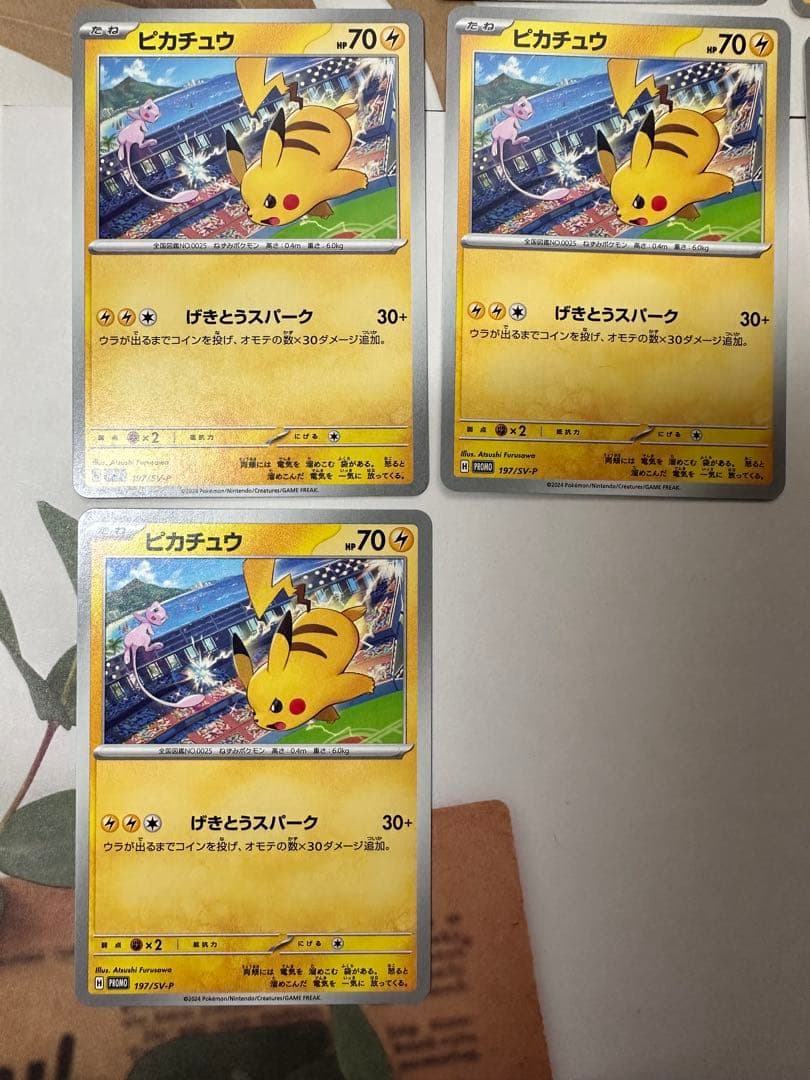 たね ピカチュウ HP70
全国図鑑NO.0025 ねずみポケモン 高さ:0.4m 重さ:6.0kg
げきとうスパーク 30+
ウラが出るまでコインを投げ、オモテの数×30ダメージ追加。
弱点 ×2 抵抗力 にげる
Illus. Atsushi Furusawa
両頬には 電気を 溜めこむ 袋がある。怒ると
197/SV-P
溜めこんだ 電気を 一気に 放ってくる。
©2024 Pokémon/Nintendo/Creatures/GAME FREAK.
たね ピカチュウ HP70
全国図鑑NO.0025 ねずみポケモン 高さ:0.4m 重さ:6.0kg
げきとうスパーク 30+
ウラが出るまでコインを投げ、オモテの数×30ダメージ追加。
弱点 ×2 抵抗力 にげる
Illus. Atsushi Furusawa
両頬には 電気を 溜めこむ 袋がある。怒ると
H PROMO 197/SV-P
溜めこんだ 電気を 一気に 放ってくる。
©2024 Pokémon/Nintendo/Creatures/GAME FREAK.
たね ピカチュウ HP70
全国図鑑NO.0025 ねずみポケモン 高さ:0.4m 重さ:6.0kg
げきとうスパーク 30+
ウラが出るまでコインを投げ、オモテの数×30ダメージ追加。
弱点 ×2 抵抗力 にげる
Illus. Atsushi Furusawa
両頬には 電気を 溜めこむ 袋がある。怒ると
H PROMO 197/SV-P
溜めこんだ 電気を 一気に 放ってくる。
©2024 Pokémon/Nintendo/Creatures/GAME FREAK.